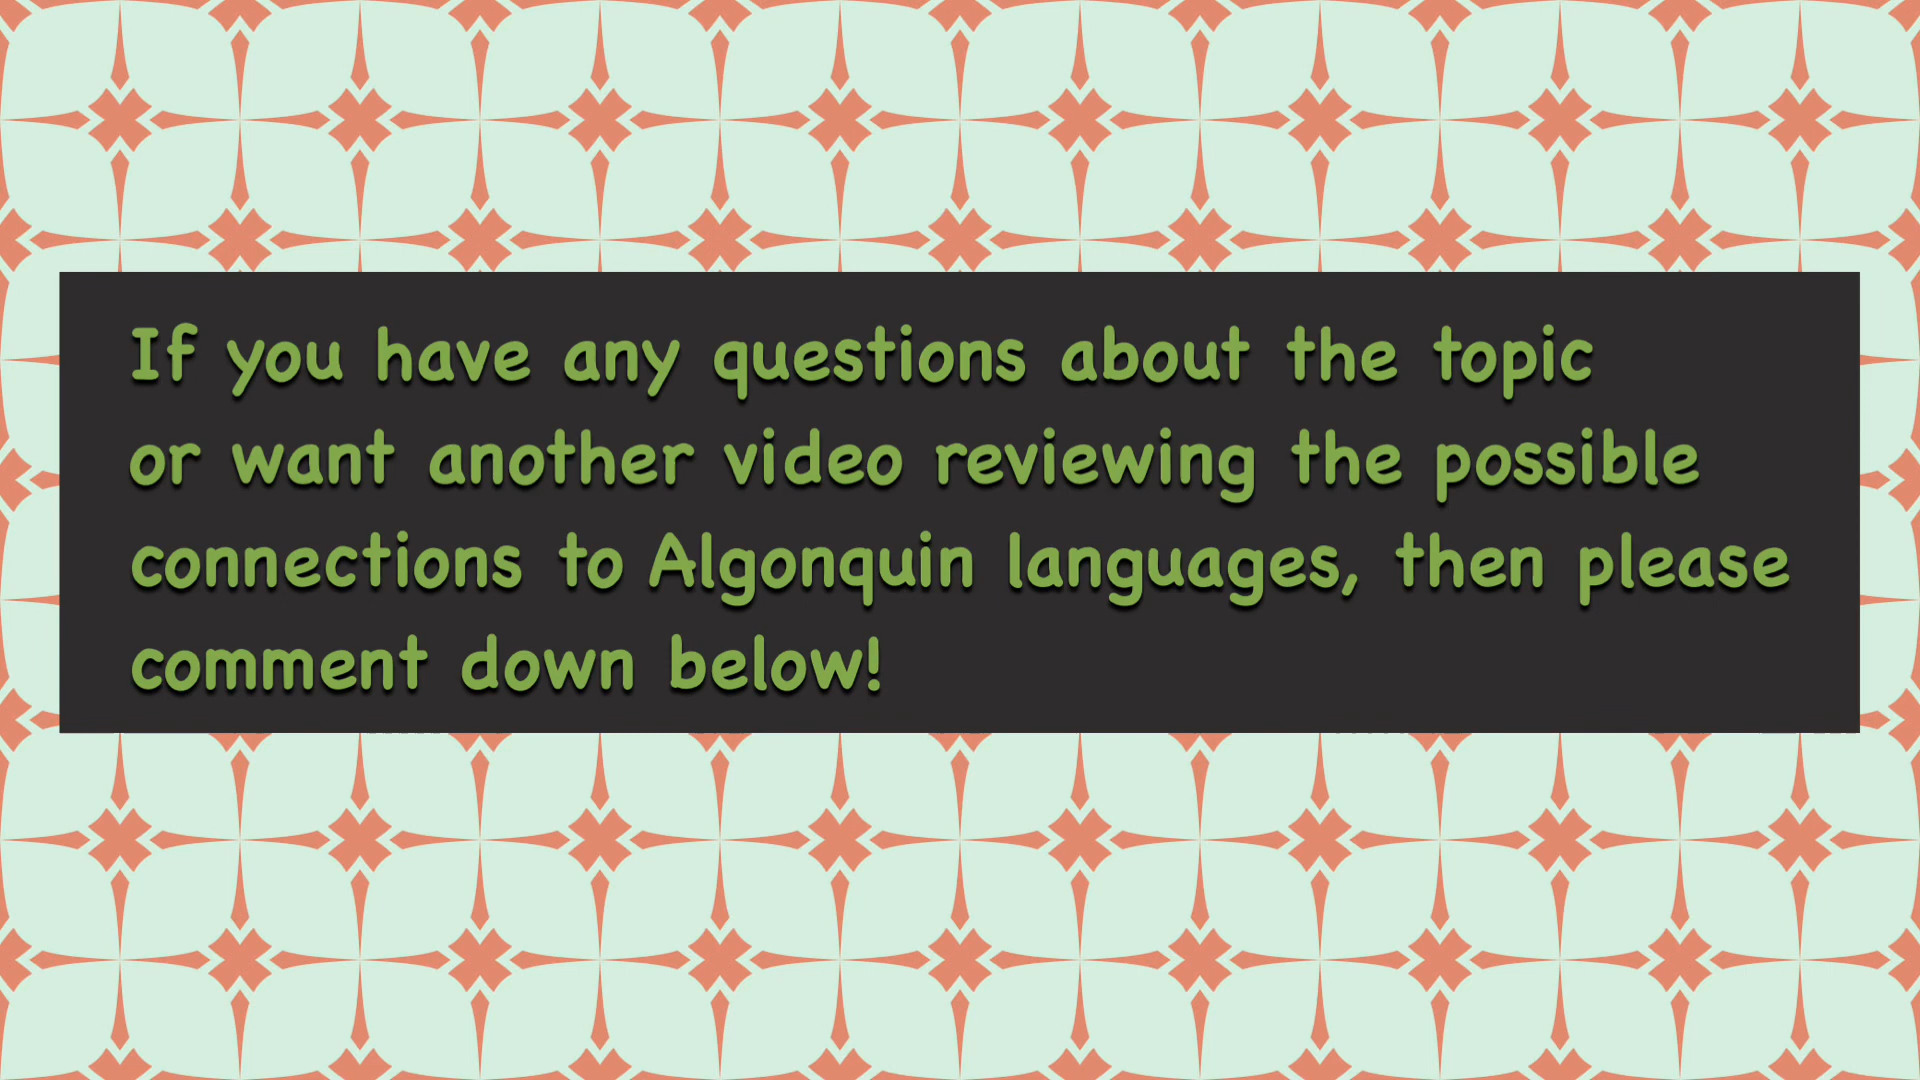 If you have any questions about the topic
or want another video reviewing the possible
connections to Algonquin languages, then please
comment down below!